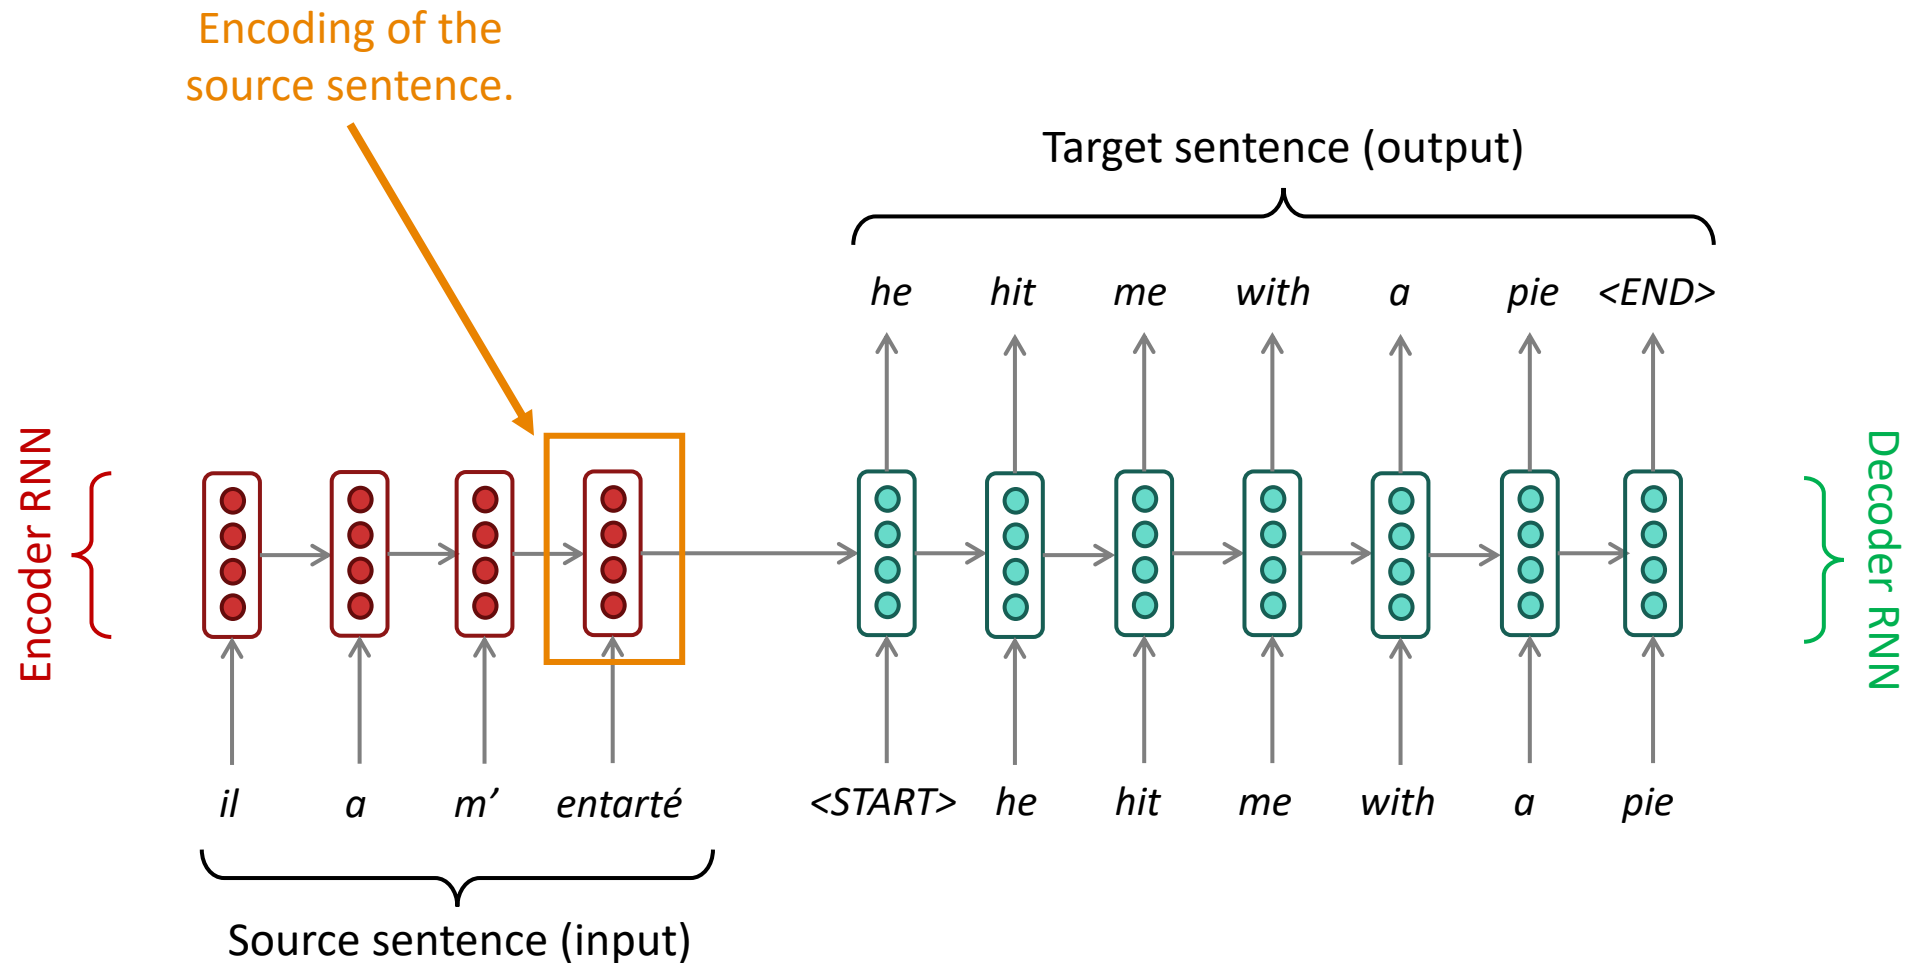 Encoding of the
source sentence.
Target sentence (output)
he hit me with a pie <END>
Encoder RNN
Decoder RNN
il a m’ entarté <START> he hit me with a pie
Source sentence (input)